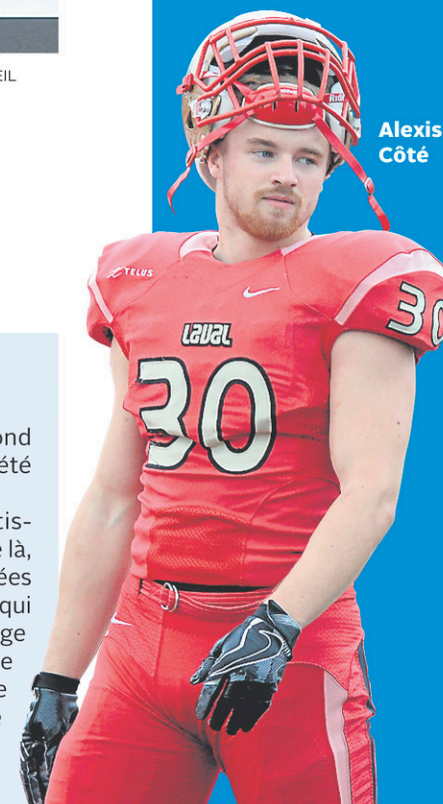 EIL
Alexis
Côté
TELUS
30
LAVAL
30
ond
été
tis-
e là,
ées
qui
ge
e
e
e